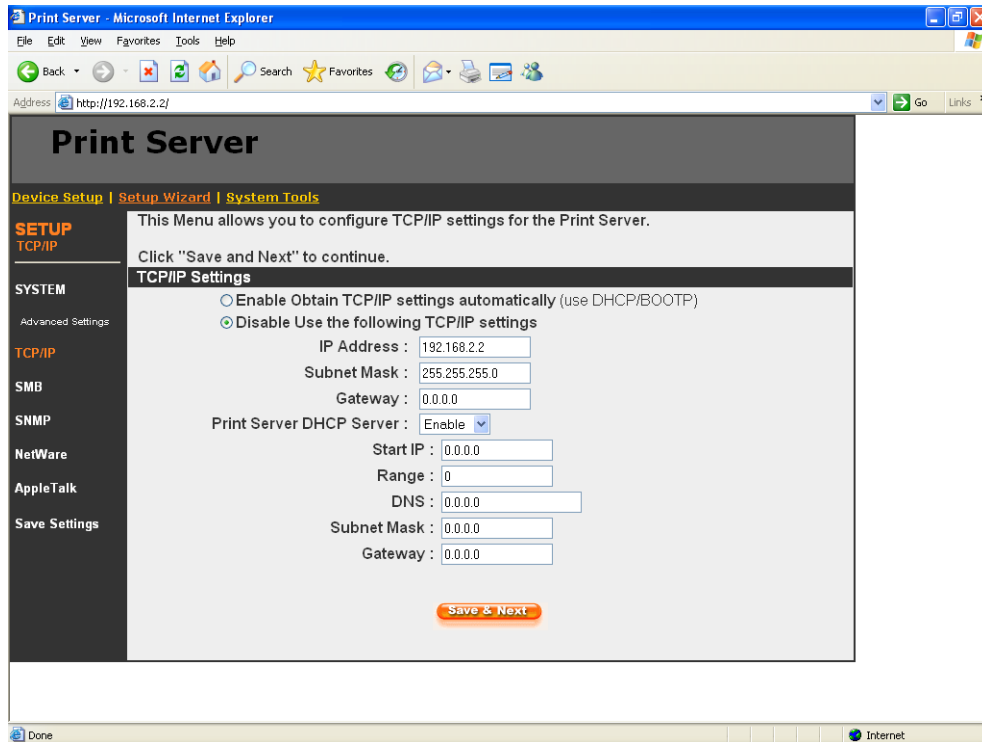 Print Server - Microsoft Internet Explorer
File Edit View Favorites Tools Help
Back Search Favorites
Address http://192.168.2.2/ Go Links
Print Server
Device Setup | Setup Wizard | System Tools
SETUP
TCP/IP
SYSTEM
Advanced Settings
TCP/IP
SMB
SNMP
NetWare
AppleTalk
Save Settings
This Menu allows you to configure TCP/IP settings for the Print Server.
Click "Save and Next" to continue.
TCP/IP Settings
Enable Obtain TCP/IP settings automatically (use DHCP/BOOTP)
Disable Use the following TCP/IP settings
IP Address : 192.168.2.2
Subnet Mask : 255.255.255.0
Gateway : 0.0.0.0
Print Server DHCP Server : Enable
Start IP : 0.0.0.0
Range : 0
DNS : 0.0.0.0
Subnet Mask : 0.0.0.0
Gateway : 0.0.0.0
Save & Next
Done Internet